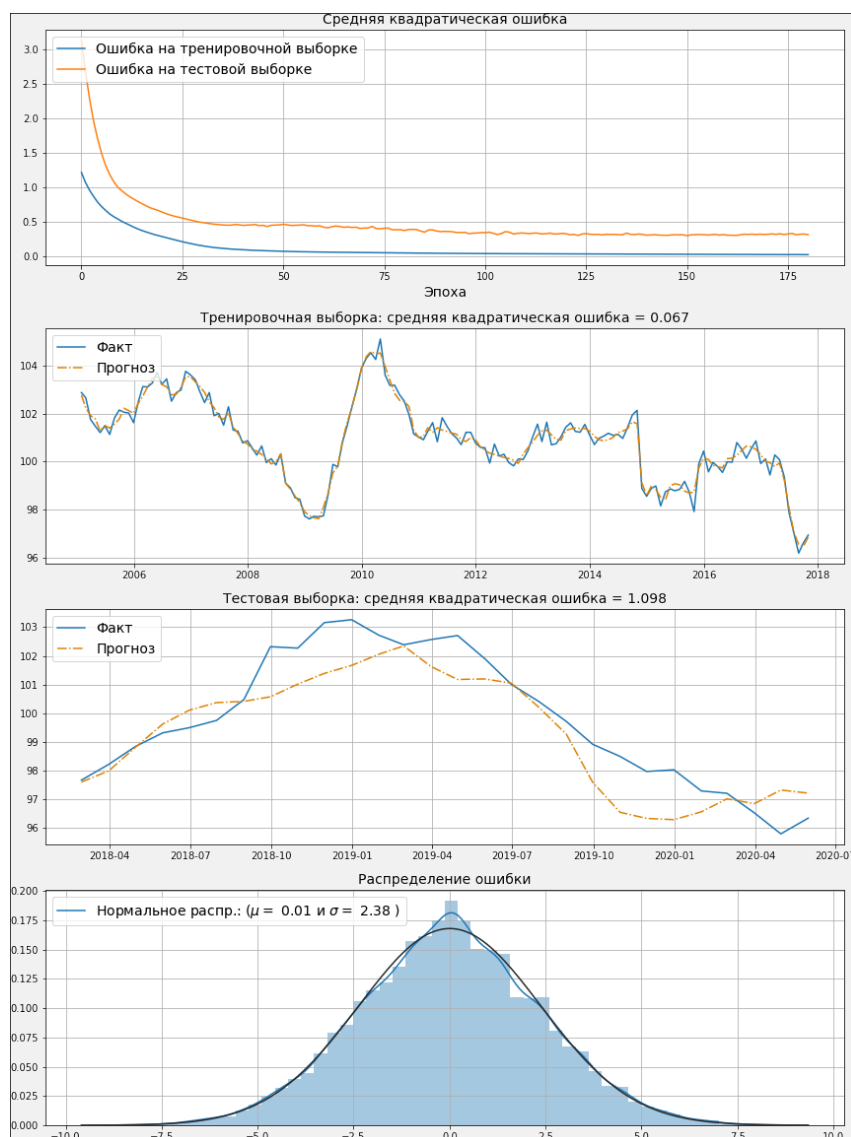 Средняя квадратическая ошибка
Ошибка на тренировочной выборке
Ошибка на тестовой выборке
3.0
2.5
2.0
1.5
1.0
0.5
0.0
0 25 50 75 100 125 150 175
Эпоха
Тренировочная выборка: средняя квадратическая ошибка = 0.067
Факт
Прогноз
104
102
100
98
96
2006 2008 2010 2012 2014 2016 2018
Тестовая выборка: средняя квадратическая ошибка = 1.098
Факт
Прогноз
103
102
101
100
99
98
97
96
2018-04 2018-07 2018-10 2019-01 2019-04 2019-07 2019-10 2020-01 2020-04 2020-07
Распределение ошибки
Нормальное распр.: (μ = 0.01 и σ = 2.38 )
0.200
0.175
0.150
0.125
0.100
0.075
0.050
0.025
0.000
-10.0 -7.5 -5.0 -2.5 0.0 2.5 5.0 7.5 10.0